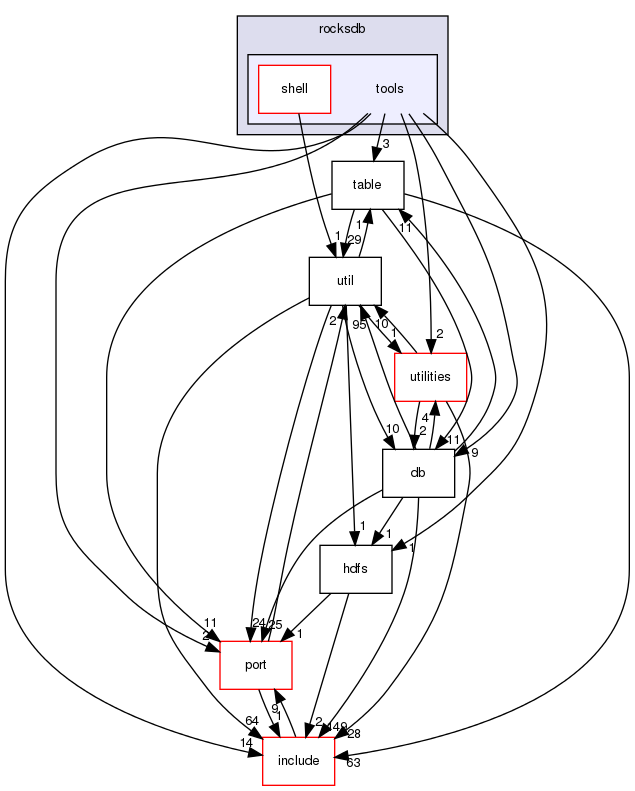 rocksdb
shell tools
3
table
1 11
1 29
util
2 95 10 1 2
utilities
4
10 2 11 9
db
1 1 1
hdfs
11 24 25 1
2
port
9 1
64 2 149 28
14 63
include